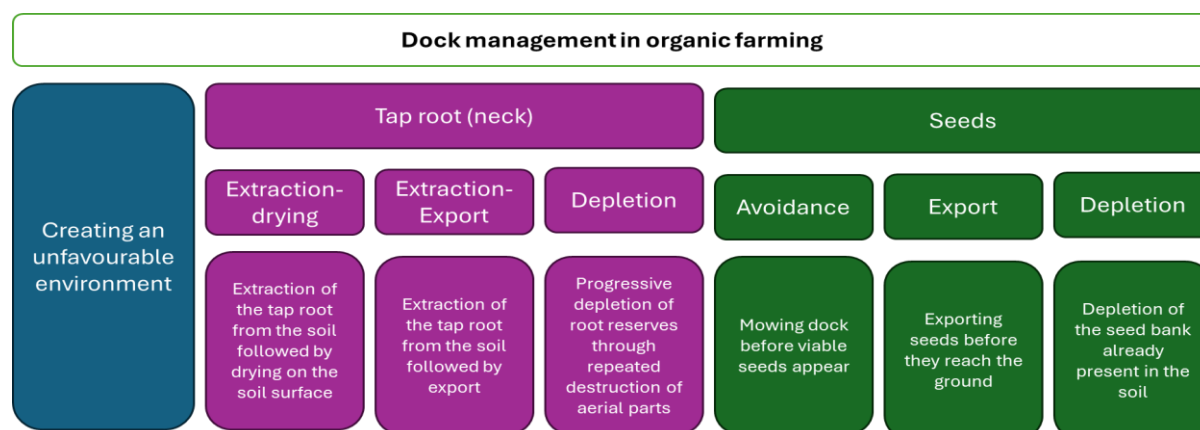 Dock management in organic farming
Creating an
unfavourable
environment
Tap root (neck)
Seeds
Extraction-
drying
Extraction-
Export
Depletion
Avoidance
Export
Depletion
Extraction of
the tap root
from the soil
followed by
drying on the
soil surface
Extraction of
the tap root
from the soil
followed by
export
Progressive
depletion of
root reserves
through
repeated
destruction of
aerial parts
Mowing dock
before viable
seeds appear
Exporting
seeds before
they reach the
ground
Depletion of
the seed bank
already
present in the
soil